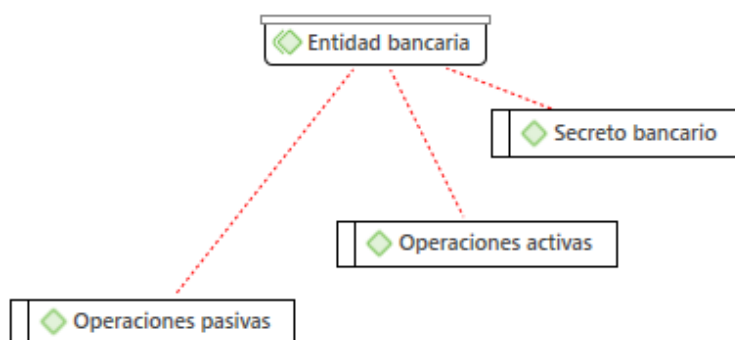 Entidad bancaria
Secreto bancario
Operaciones activas
Operaciones pasivas